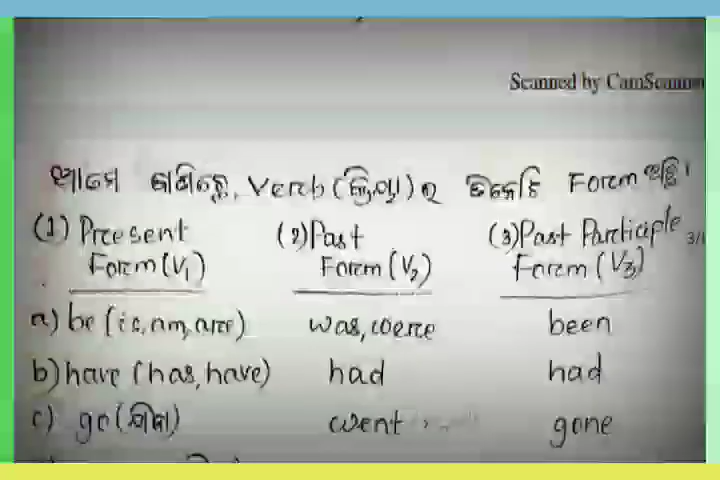 Scanned by CamScanner
ଆମେ ଜାଣିଛେ, Verb (କ୍ରିୟା) ର ତିନୋଟି Form ଅଛି।
(1) Present (2) Past (3) Past Participle
Form (V₁) Form (V₂) Form (V₃)
a) be (is, am, are) was, were been
b) have (has, have) had had
c) go (ଯିବା) went gone